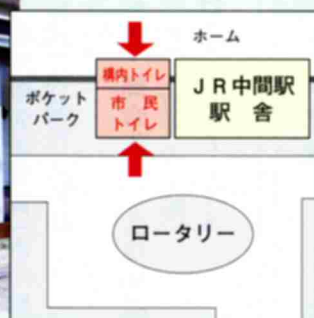 ホーム
構内トイレ
市民
トイレ
JR中間駅
駅舎
ポケット
パーク
ロータリー